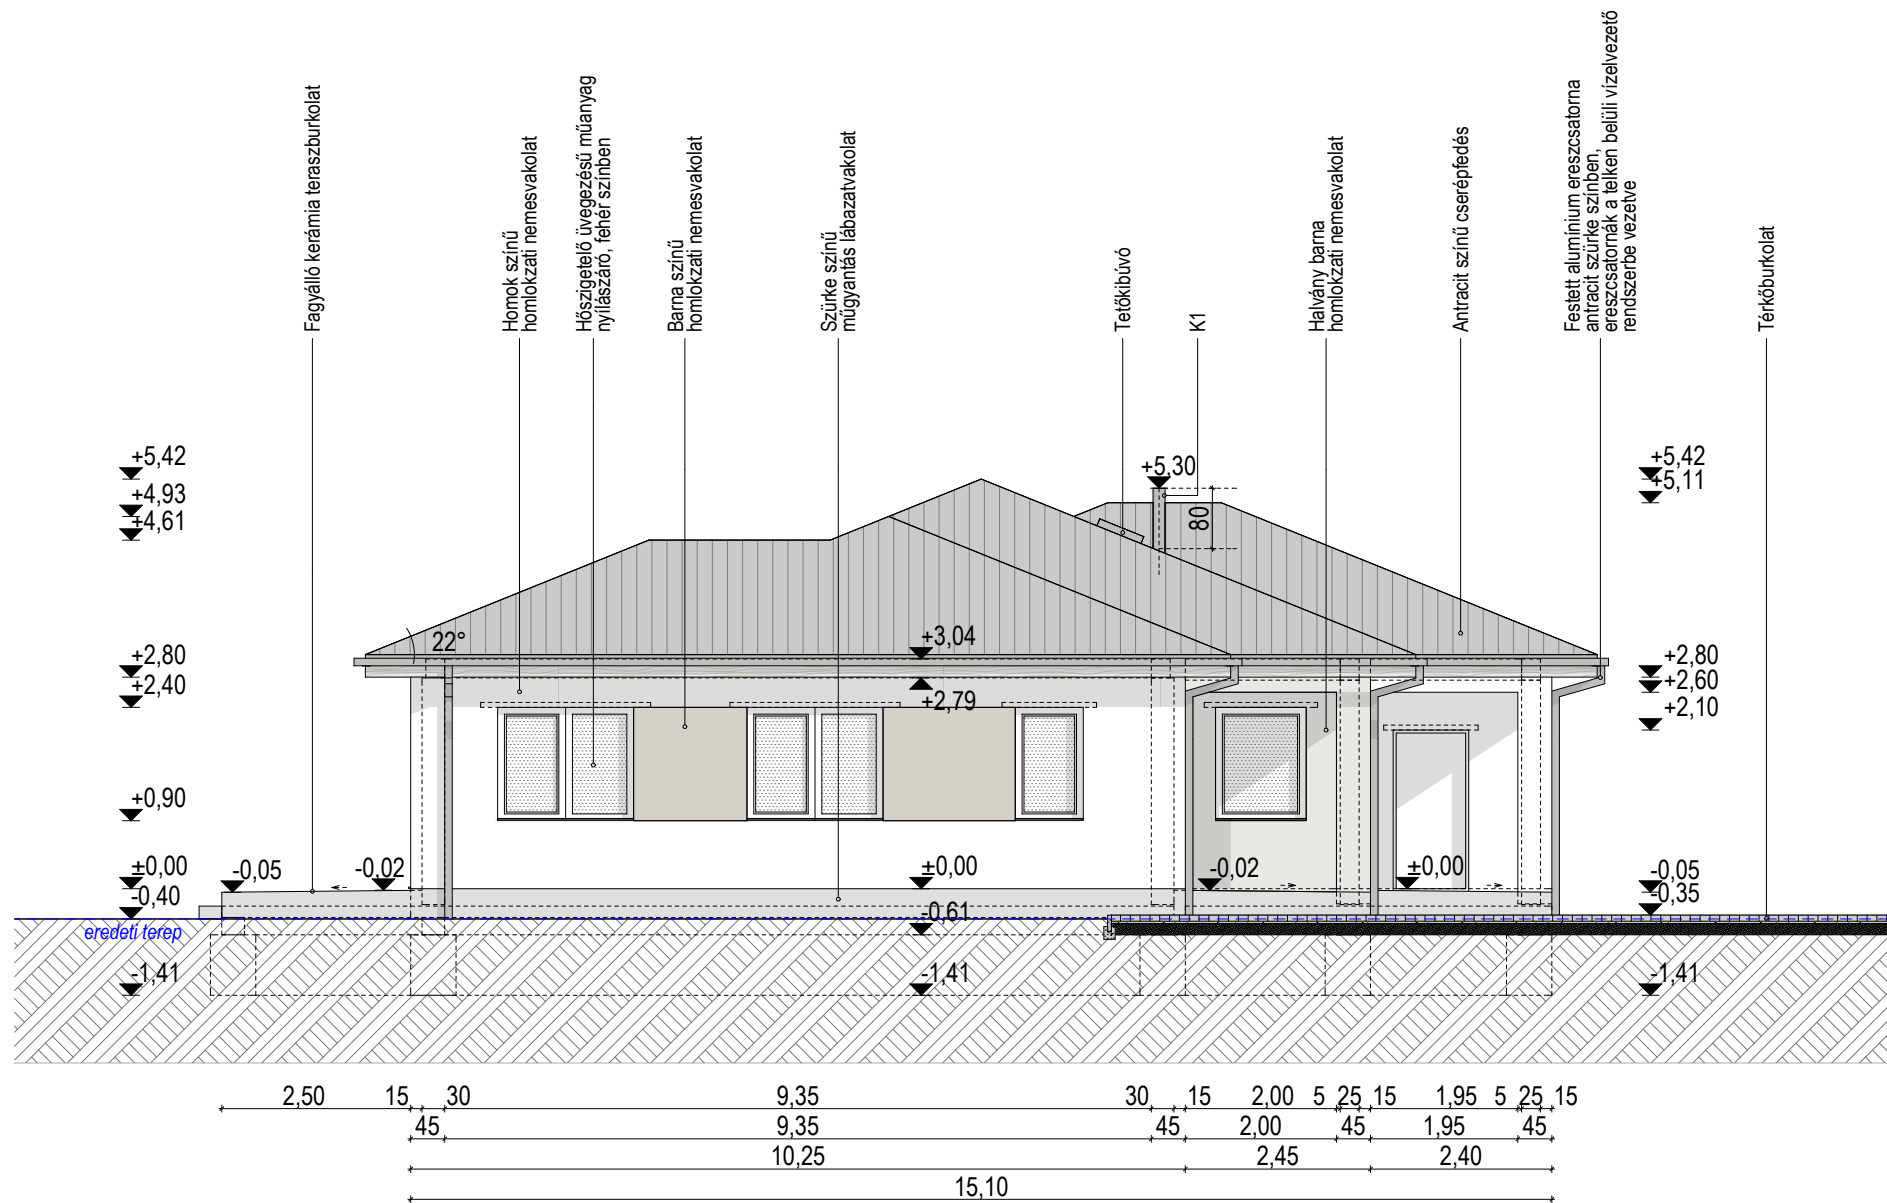 Fagyálló kerámia teraszburkolat
Homok színű
homlokzati nemesvakolat
Hőszigetelő üvegezésű műanyag
nyílászáró, fehér színben
Barna színű
homlokzati nemesvakolat
Szürke színű
műgyantás lábazatvakolat
Tetőkibúvó
K1
Halvány barna
homlokzati nemesvakolat
Antracit színű cserépfedés
Festett alumínium ereszcsatorna
antracit szürke színben,
ereszcsatornák a telken belüli vízelvezető
rendszerbe vezetve
Térkőburkolat
+5,42
+4,93
+4,61
+5,30
80
+5,42
+5,11
22°
+3,04
+2,80
+2,40
+2,79
+2,80
+2,60
+2,10
+0,90
±0,00
-0,05
-0,02
±0,00
-0,02
±0,00
-0,05
-0,40
-0,35
-0,61
eredeti terep
-1,41
-1,41
-1,41
2,50 15 30 9,35 30 15 2,00 5 25 15 1,95 5 25 15
45 9,35 45 2,00 45 1,95 45
10,25 2,45 2,40
15,10